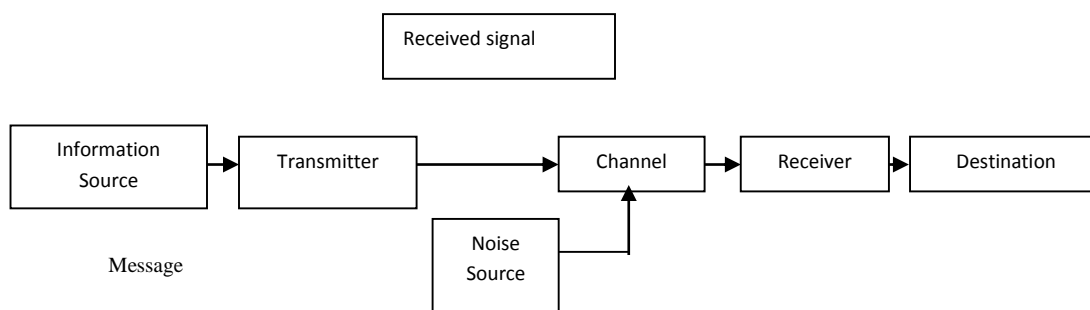 Received signal
Information
Source
Transmitter
Channel
Receiver
Destination
Noise
Source
Message